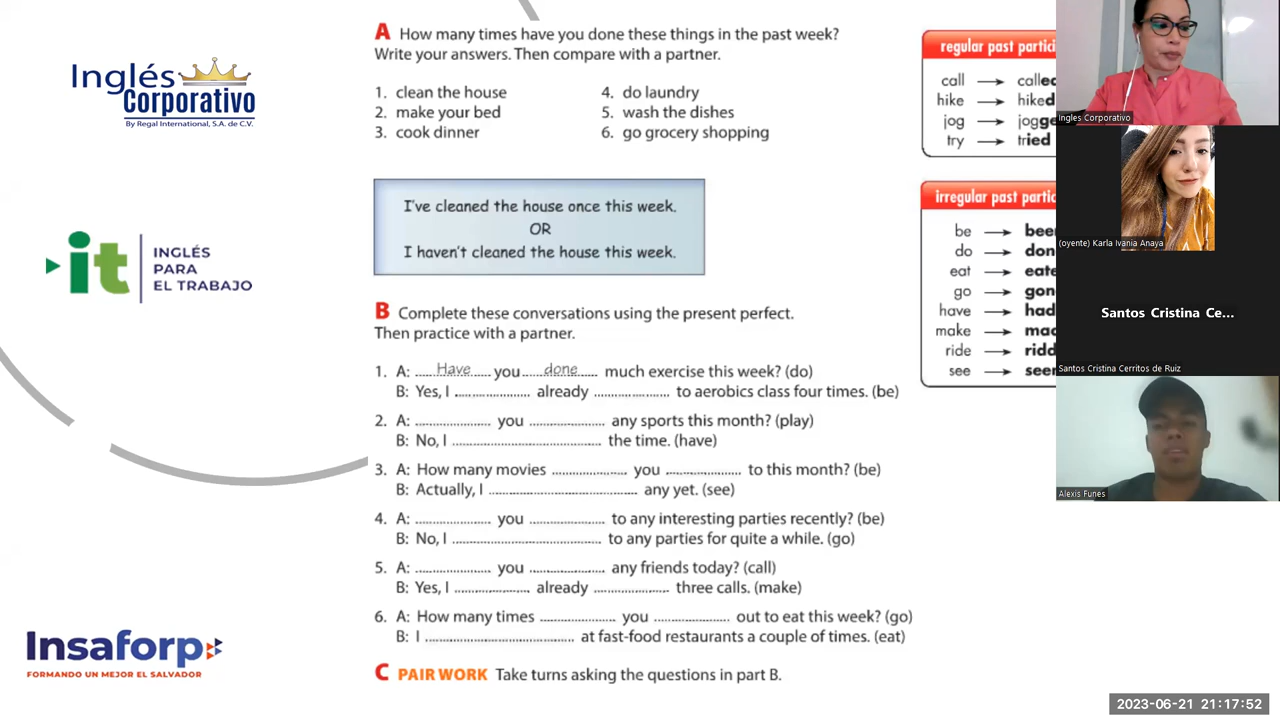 Inglés
Corporativo
By Regal International, S.A. de C.V.
it
INGLÉS
PARA
EL TRABAJO
Insaforp
FORMANDO UN MEJOR EL SALVADOR
A How many times have you done these things in the past week?
Write your answers. Then compare with a partner.
1. clean the house
2. make your bed
3. cook dinner
4. do laundry
5. wash the dishes
6. go grocery shopping
I've cleaned the house once this week.
OR
I haven't cleaned the house this week.
B Complete these conversations using the present perfect.
Then practice with a partner.
1. A: Have you done much exercise this week? (do)
B: Yes, I .................... already .................... to aerobics class four times. (be)
2. A: .................... you .................... any sports this month? (play)
B: No, I ........................................ the time. (have)
3. A: How many movies .................... you .................... to this month? (be)
B: Actually, I ........................................ any yet. (see)
4. A: .................... you .................... to any interesting parties recently? (be)
B: No, I ........................................ to any parties for quite a while. (go)
5. A: .................... you .................... any friends today? (call)
B: Yes, I .................... already .................... three calls. (make)
6. A: How many times .................... you .................... out to eat this week? (go)
B: I ........................................ at fast-food restaurants a couple of times. (eat)
C PAIR WORK Take turns asking the questions in part B.
regular past partici
call → calle
hike → hiked
jog → jogge
try → tried
irregular past partic
be → bee
do → don
eat → eate
go → gon
have → had
make → mad
ride → ridd
see → see
Ingles Corporativo
(oyente) Karla Ivania Anaya
Santos Cristina Ce...
Santos Cristina Cerritos de Ruiz
Alexis Funes
2023-06-21 21:17:52